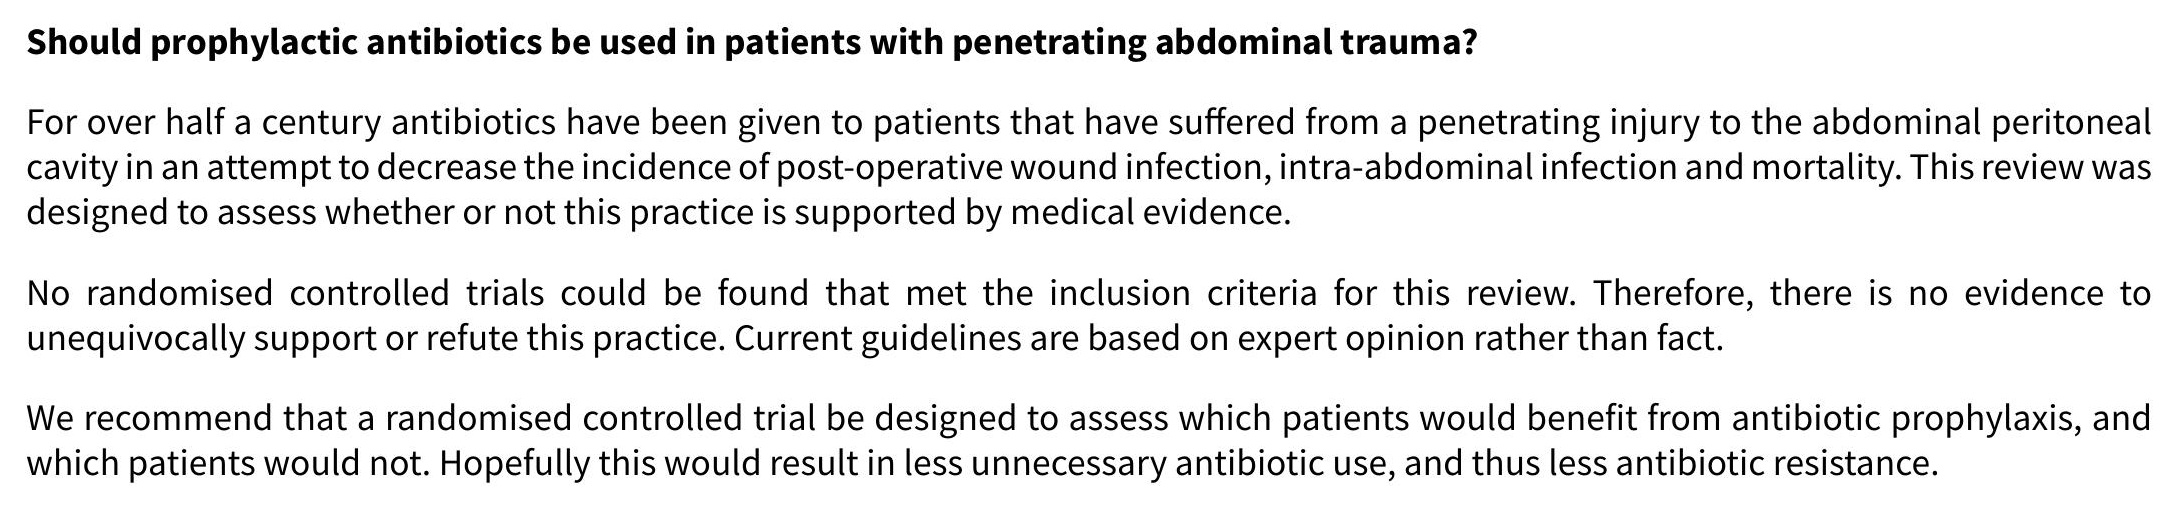 Should prophylactic antibiotics be used in patients with penetrating abdominal trauma?
For over half a century antibiotics have been given to patients that have suffered from a penetrating injury to the abdominal peritoneal
cavity in an attempt to decrease the incidence of post-operative wound infection, intra-abdominal infection and mortality. This review was
designed to assess whether or not this practice is supported by medical evidence.
No randomised controlled trials could be found that met the inclusion criteria for this review. Therefore, there is no evidence to
unequivocally support or refute this practice. Current guidelines are based on expert opinion rather than fact.
We recommend that a randomised controlled trial be designed to assess which patients would benefit from antibiotic prophylaxis, and
which patients would not. Hopefully this would result in less unnecessary antibiotic use, and thus less antibiotic resistance.